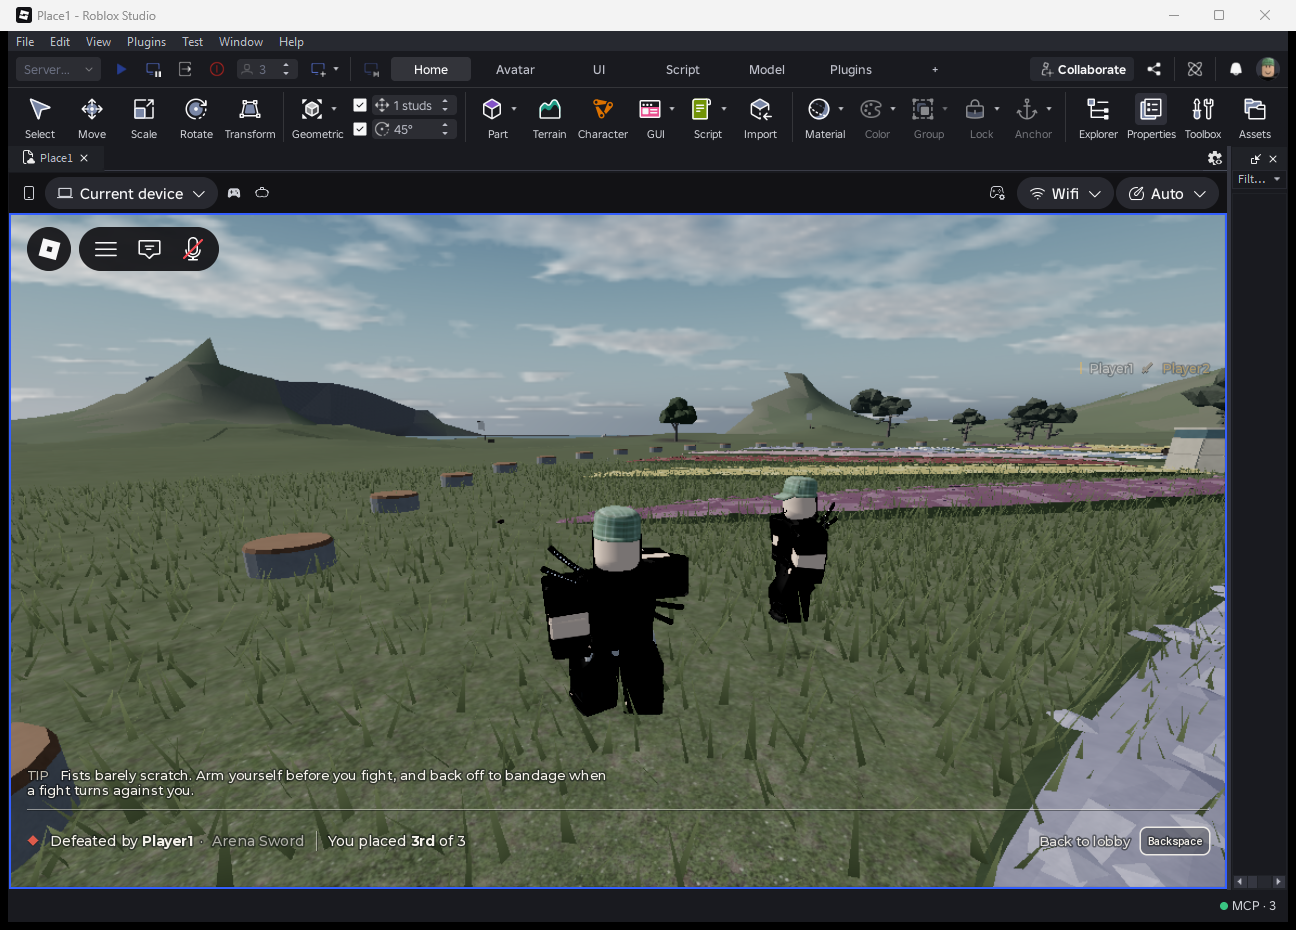 Place1 - Roblox Studio
File Edit View Plugins Test Window Help
Server... 3 Home Avatar UI Script Model Plugins + Collaborate
1 studs
45°
Select Move Scale Rotate Transform Geometric Part Terrain Character GUI Script Import Material Color Group Lock Anchor Explorer Properties Toolbox Assets
Place1
Filt...
Current device Wifi Auto
Player1 Player2
TIP Fists barely scratch. Arm yourself before you fight, and back off to bandage when
a fight turns against you.
Defeated by Player1 · Arena Sword You placed 3rd of 3 Back to lobby Backspace
MCP · 3